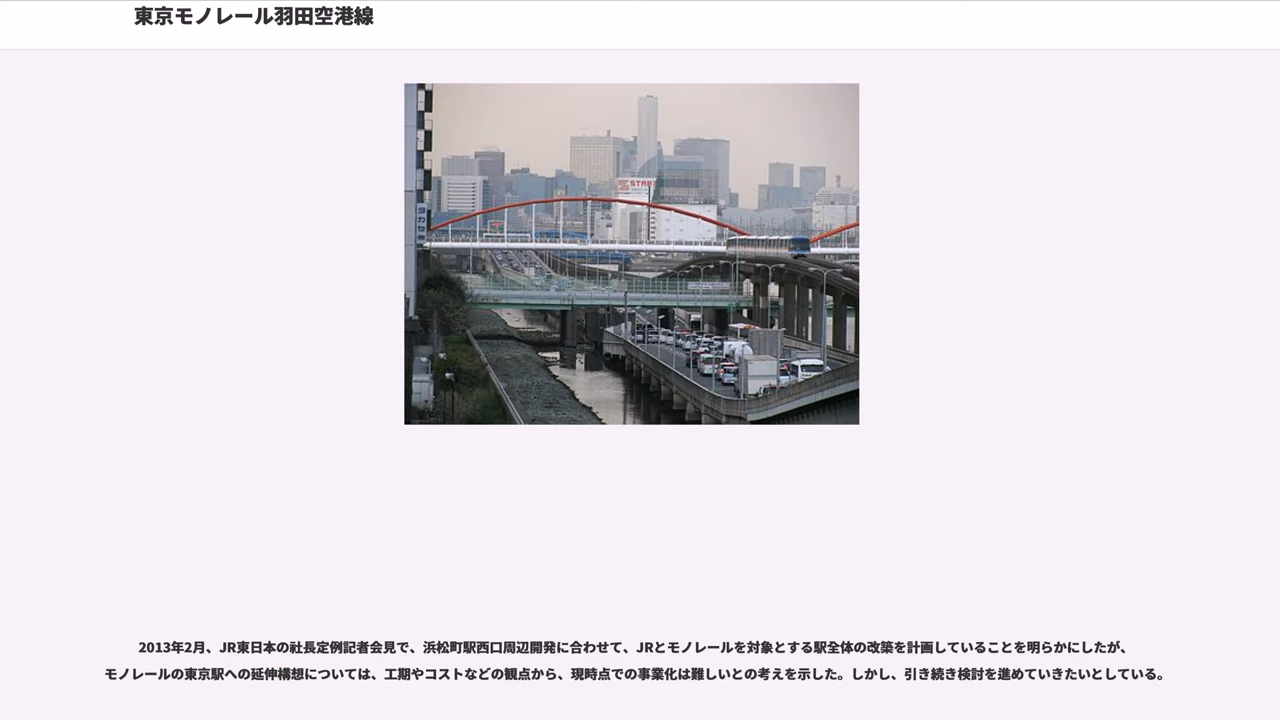 東京モノレール羽田空港線
2013年2月、JR東日本の社長定例記者会見で、浜松町駅西口周辺開発に合わせて、JRとモノレールを対象とする駅全体の改築を計画していることを明らかにしたが、
モノレールの東京駅への延伸構想については、工期やコストなどの観点から、現時点での事業化は難しいとの考えを示した。しかし、引き続き検討を進めていきたいとしている。